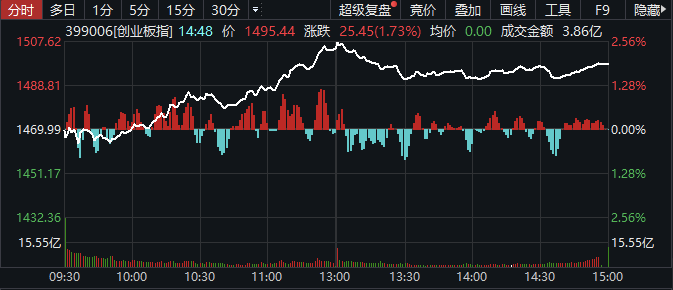 分时 多日 1分 5分 15分 30分 超级复盘 竞价 叠加 画线 工具 F9 隐藏
399006[创业板指] 14:48 价 1495.44 涨跌 25.45(1.73%) 均价 0.00 成交金额 3.86亿
1507.62 2.56%
1488.81 1.28%
1469.99 0.00%
1451.17 1.28%
1432.36 2.56%
15.55亿 15.55亿
09:30 10:00 10:30 11:00 13:00 13:30 14:00 14:30 15:00